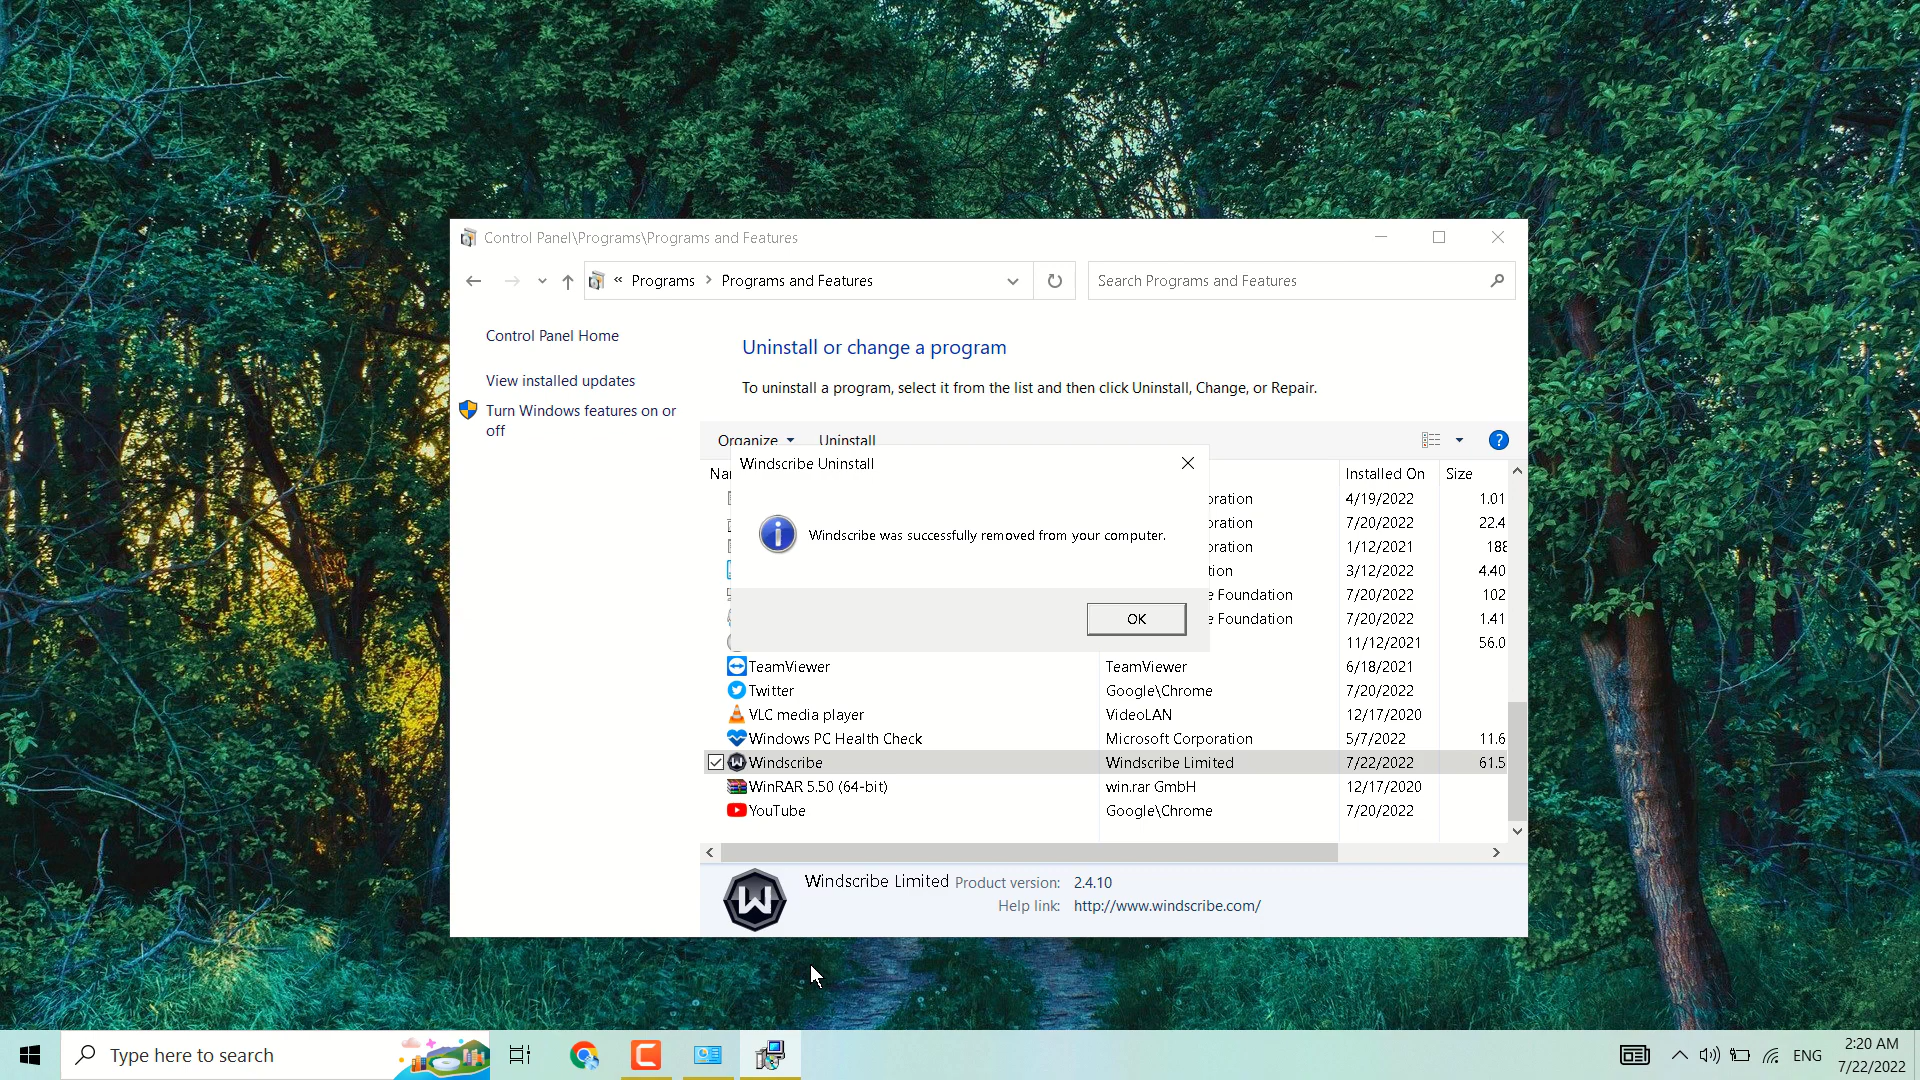 Control Panel\Programs\Programs and Features
« Programs > Programs and Features
Search Programs and Features
Control Panel Home
View installed updates
Turn Windows features on or
off
Uninstall or change a program
To uninstall a program, select it from the list and then click Uninstall, Change, or Repair.
Organize Uninstall
Windscribe Uninstall
Windscribe was successfully removed from your computer.
OK
Installed On Size
oration 4/19/2022 1.01
oration 7/20/2022 22.4
oration 1/12/2021 188
tion 3/12/2022 4.40
Foundation 7/20/2022 102
Foundation 7/20/2022 1.41
11/12/2021 56.0
TeamViewer TeamViewer 6/18/2021
Twitter Google\Chrome 7/20/2022
VLC media player VideoLAN 12/17/2020
Windows PC Health Check Microsoft Corporation 5/7/2022 11.6
Windscribe Windscribe Limited 7/22/2022 61.5
WinRAR 5.50 (64-bit) win.rar GmbH 12/17/2020
YouTube Google\Chrome 7/20/2022
W
Windscribe Limited Product version: 2.4.10
Help link: http://www.windscribe.com/
Type here to search
ENG
2:20 AM
7/22/2022